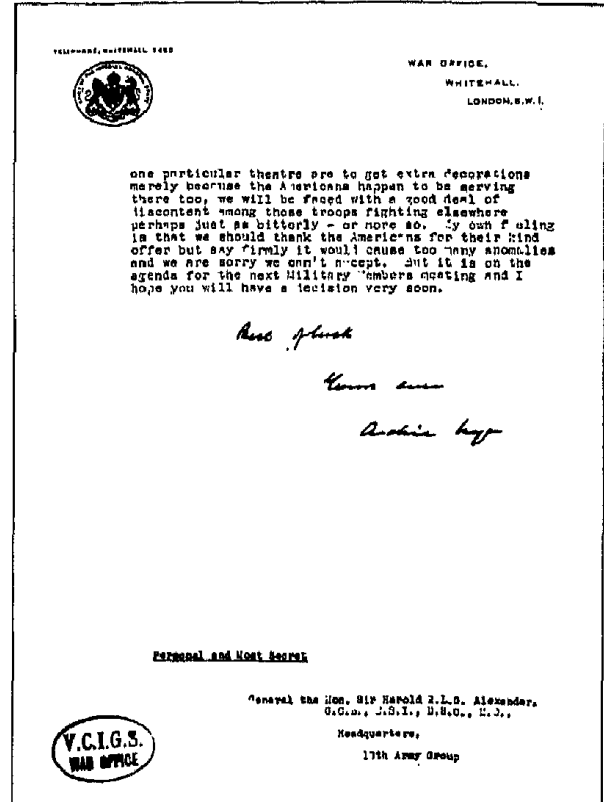 TELEPHONE, WHITEHALL 9400
WAR OFFICE,
WHITEHALL,
LONDON, S.W.1.
one particular theatre are to get extra decorations
merely because the Americans happen to be serving
there too, we will be faced with a good deal of
discontent among those troops fighting elsewhere
perhaps just as bitterly - or more so. My own feeling
is that we should thank the Americans for their kind
offer but say firmly it would cause too many anomalies
and we are sorry we can't accept. But it is on the
agenda for the next Military Members meeting and I
hope you will have a decision very soon.
Best of luck
Yours ever
Archie Nye
Personal and Most Secret
General the Hon. Sir Harold R.L.G. Alexander,
G.C.B., C.S.I., D.S.O., M.C.,
Headquarters,
17th Army Group
V.C.I.G.S.
WAR OFFICE